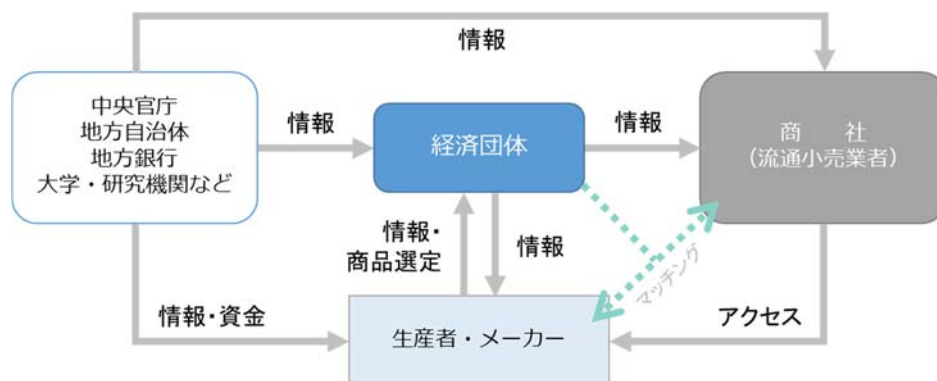 情報
中央官庁
地方自治体
地方銀行
大学・研究機関など
情報
経済団体
情報
商　　社
（流通小売業者）
情報・
商品選定
情報
マッチング
情報・資金
生産者・メーカー
アクセス